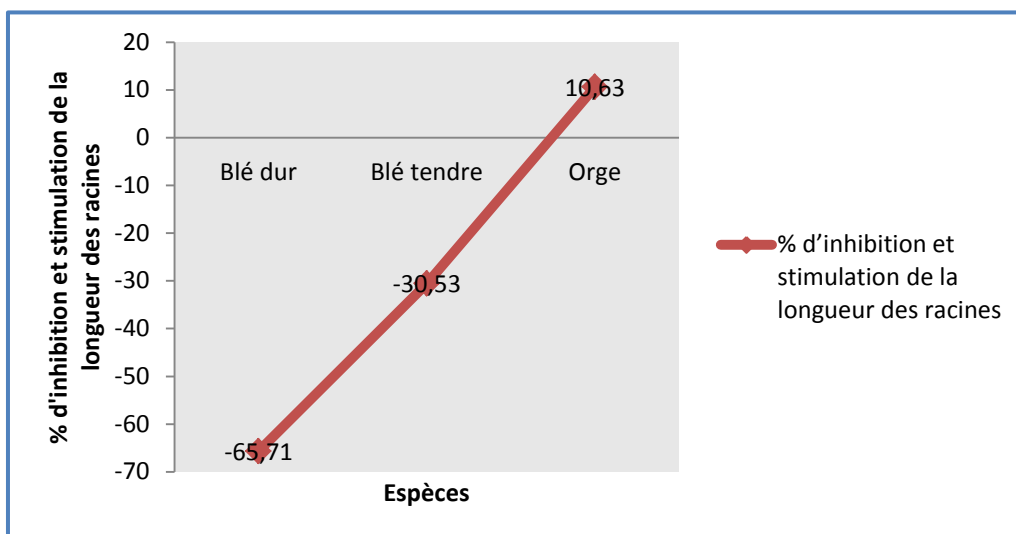 % d'inhibition et stimulation de la
longueur des racines
20
10
0
-10
-20
-30
-40
-50
-60
-70
10,63
Blé dur Blé tendre Orge
-30,53
-65,71
Espèces
% d’inhibition et
stimulation de la
longueur des racines